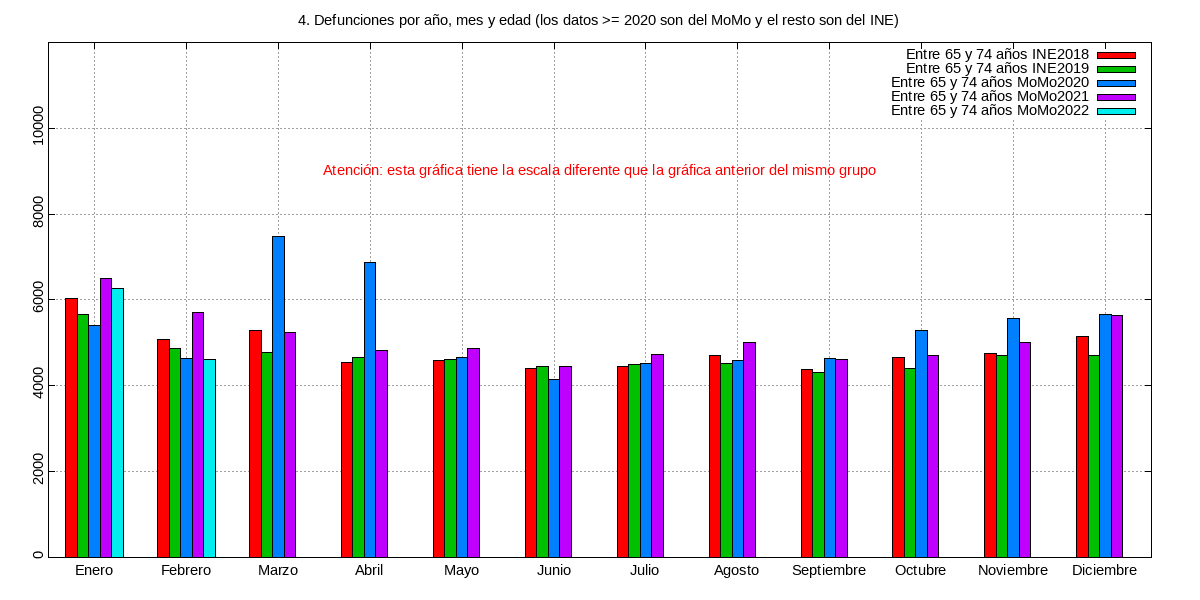 4. Defunciones por año, mes y edad (los datos >= 2020 son del MoMo y el resto son del INE)
Entre 65 y 74 años INE2018
Entre 65 y 74 años INE2019
Entre 65 y 74 años MoMo2020
Entre 65 y 74 años MoMo2021
Entre 65 y 74 años MoMo2022
Atención: esta gráfica tiene la escala diferente que la gráfica anterior del mismo grupo
10000
8000
6000
4000
2000
0
Enero Febrero Marzo Abril Mayo Junio Julio Agosto Septiembre Octubre Noviembre Diciembre